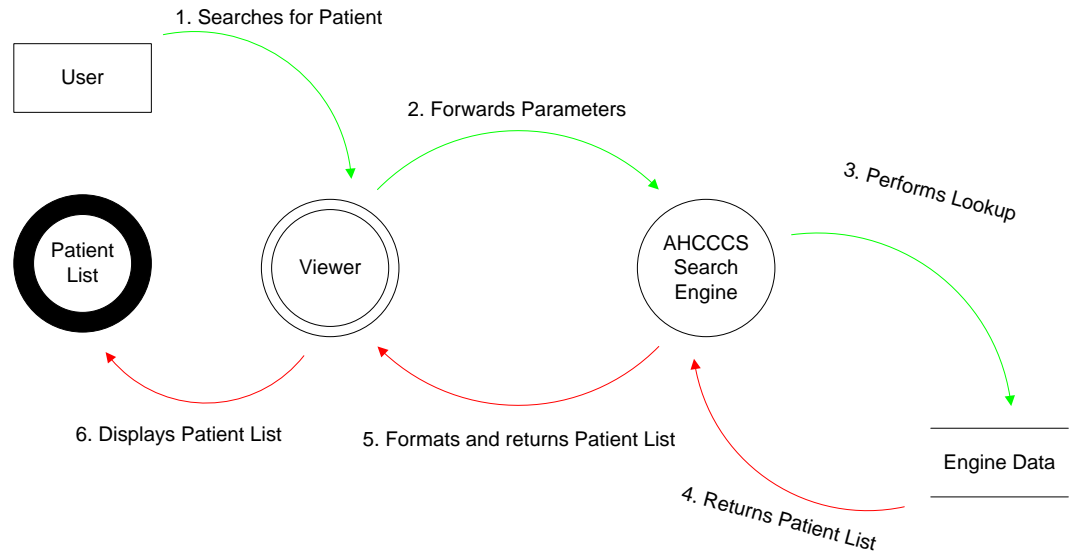 1. Searches for Patient
User
2. Forwards Parameters
3. Performs Lookup
Patient
List
Viewer
AHCCCS
Search
Engine
6. Displays Patient List
5. Formats and returns Patient List
Engine Data
4. Returns Patient List